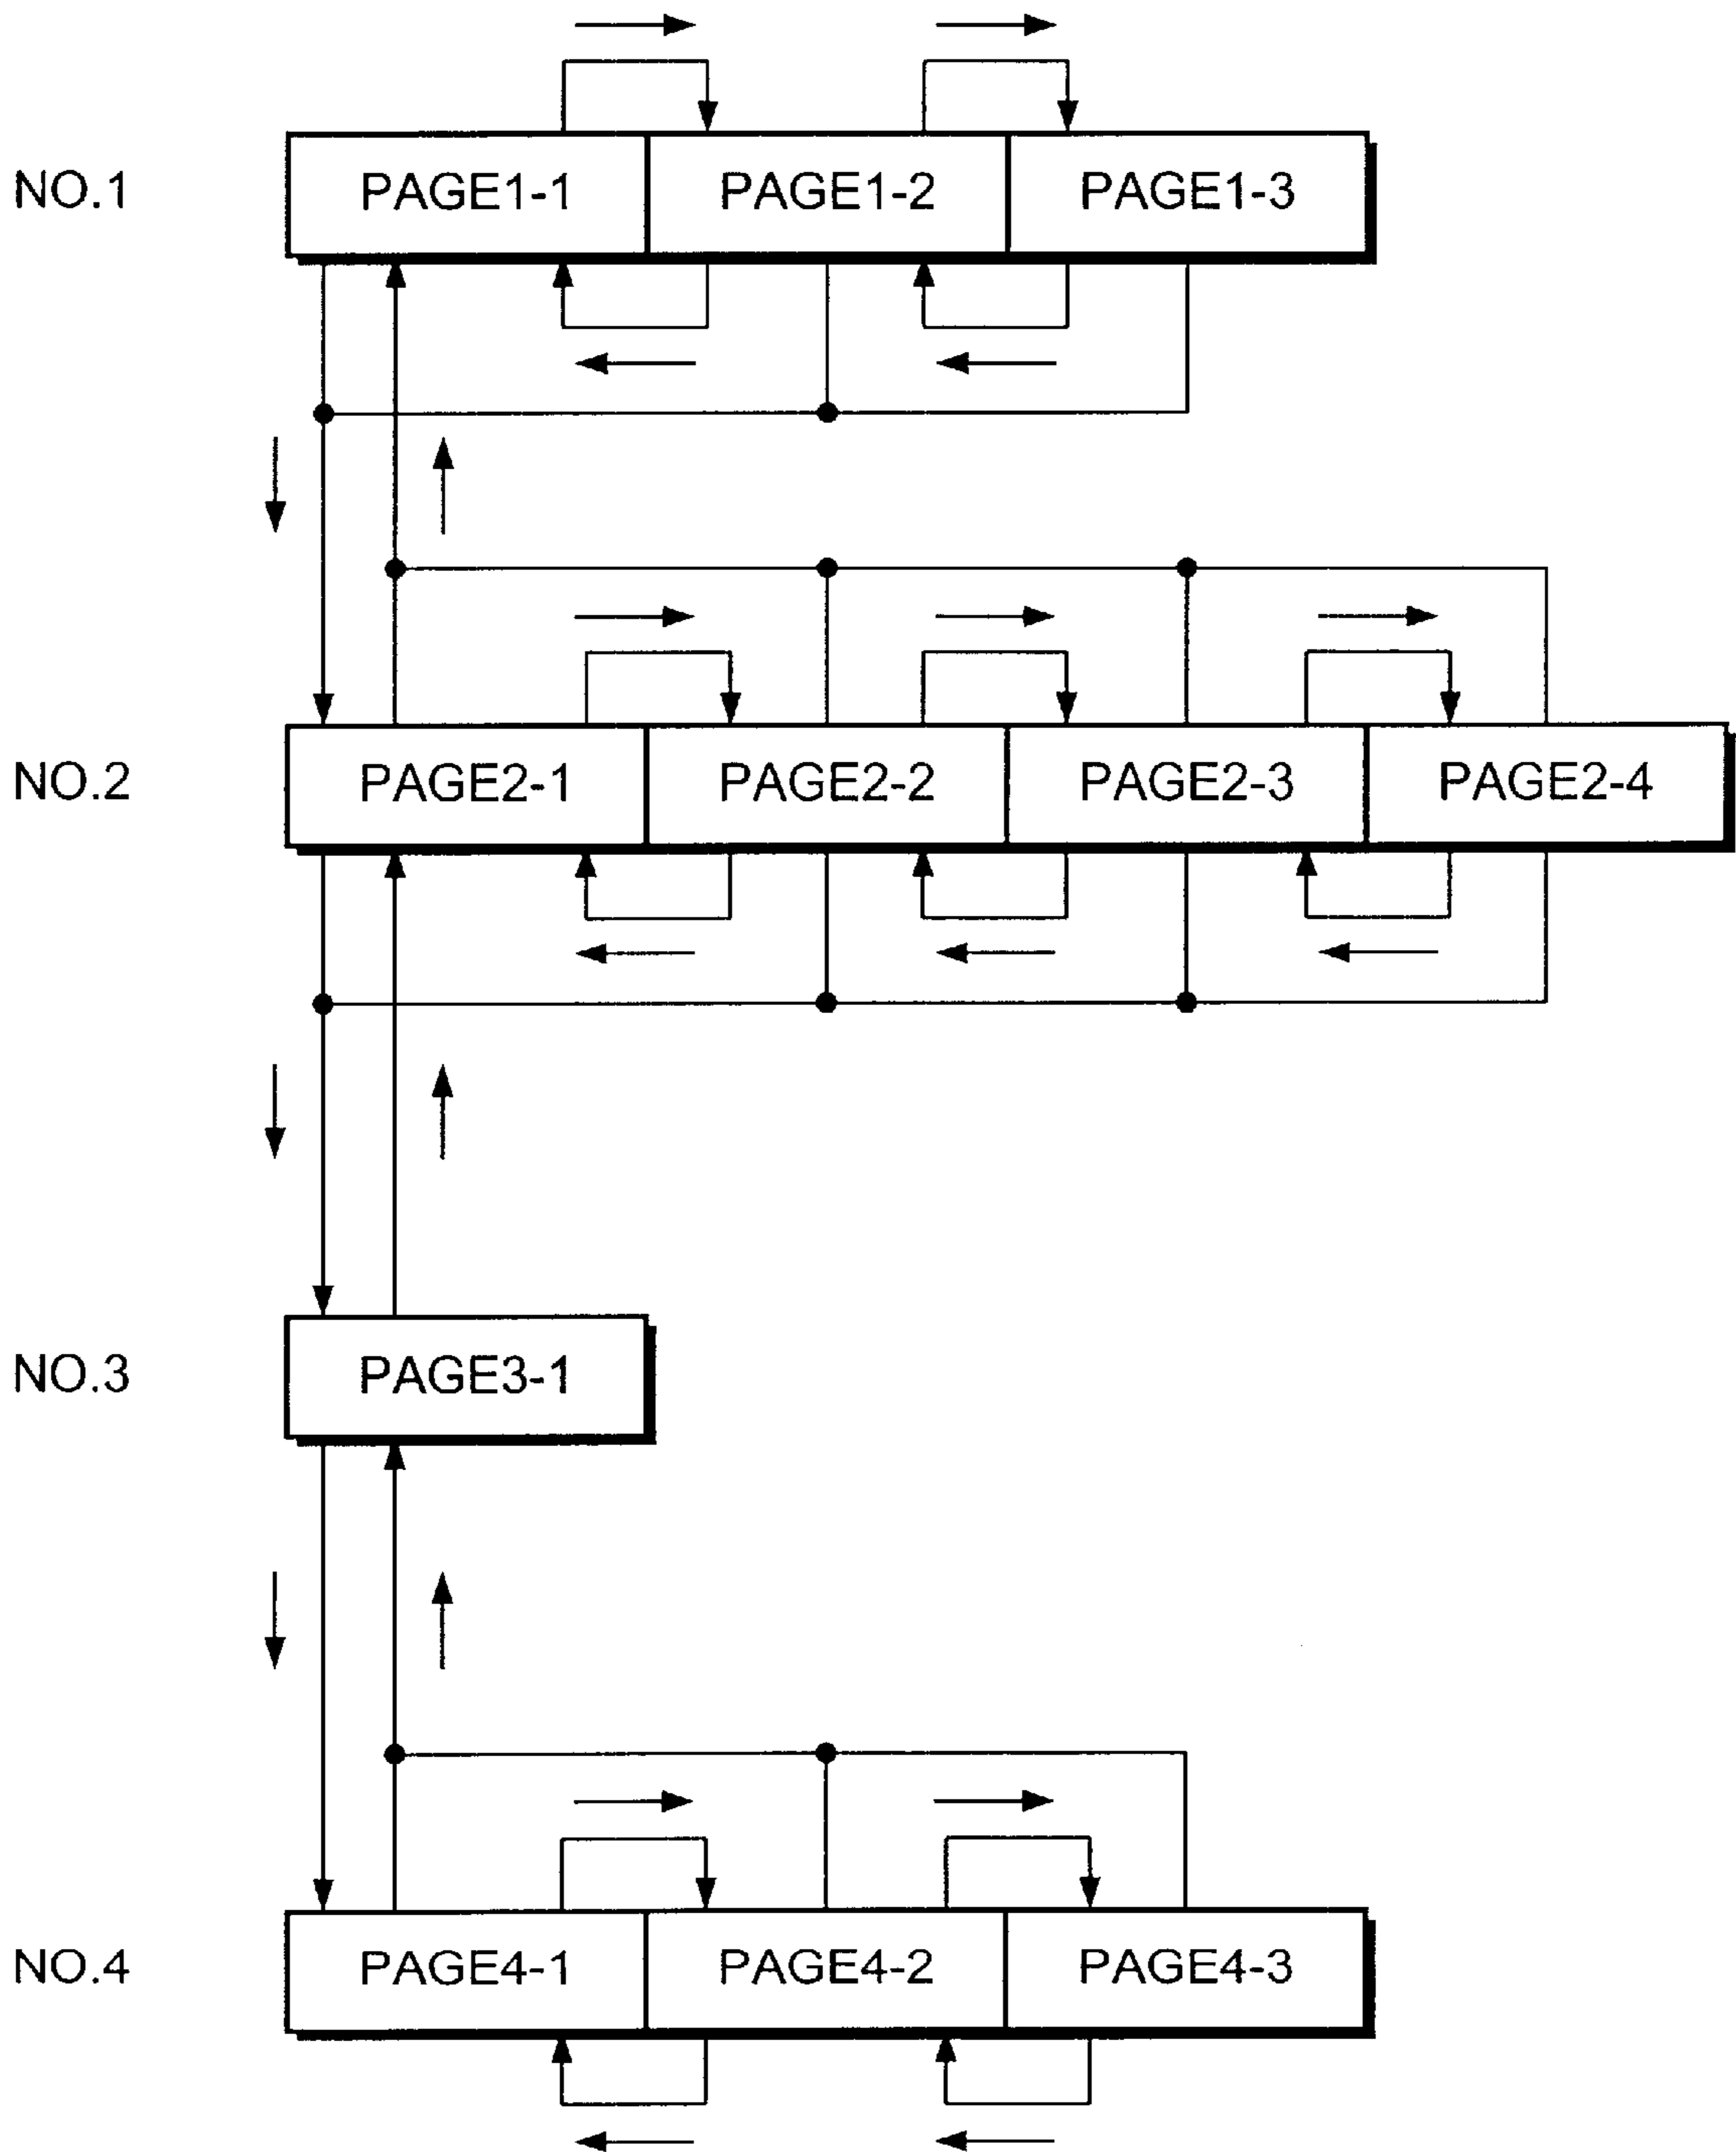 NO.1 PAGE1-1 PAGE1-2 PAGE1-3
NO.2 PAGE2-1 PAGE2-2 PAGE2-3 PAGE2-4
NO.3 PAGE3-1
NO.4 PAGE4-1 PAGE4-2 PAGE4-3